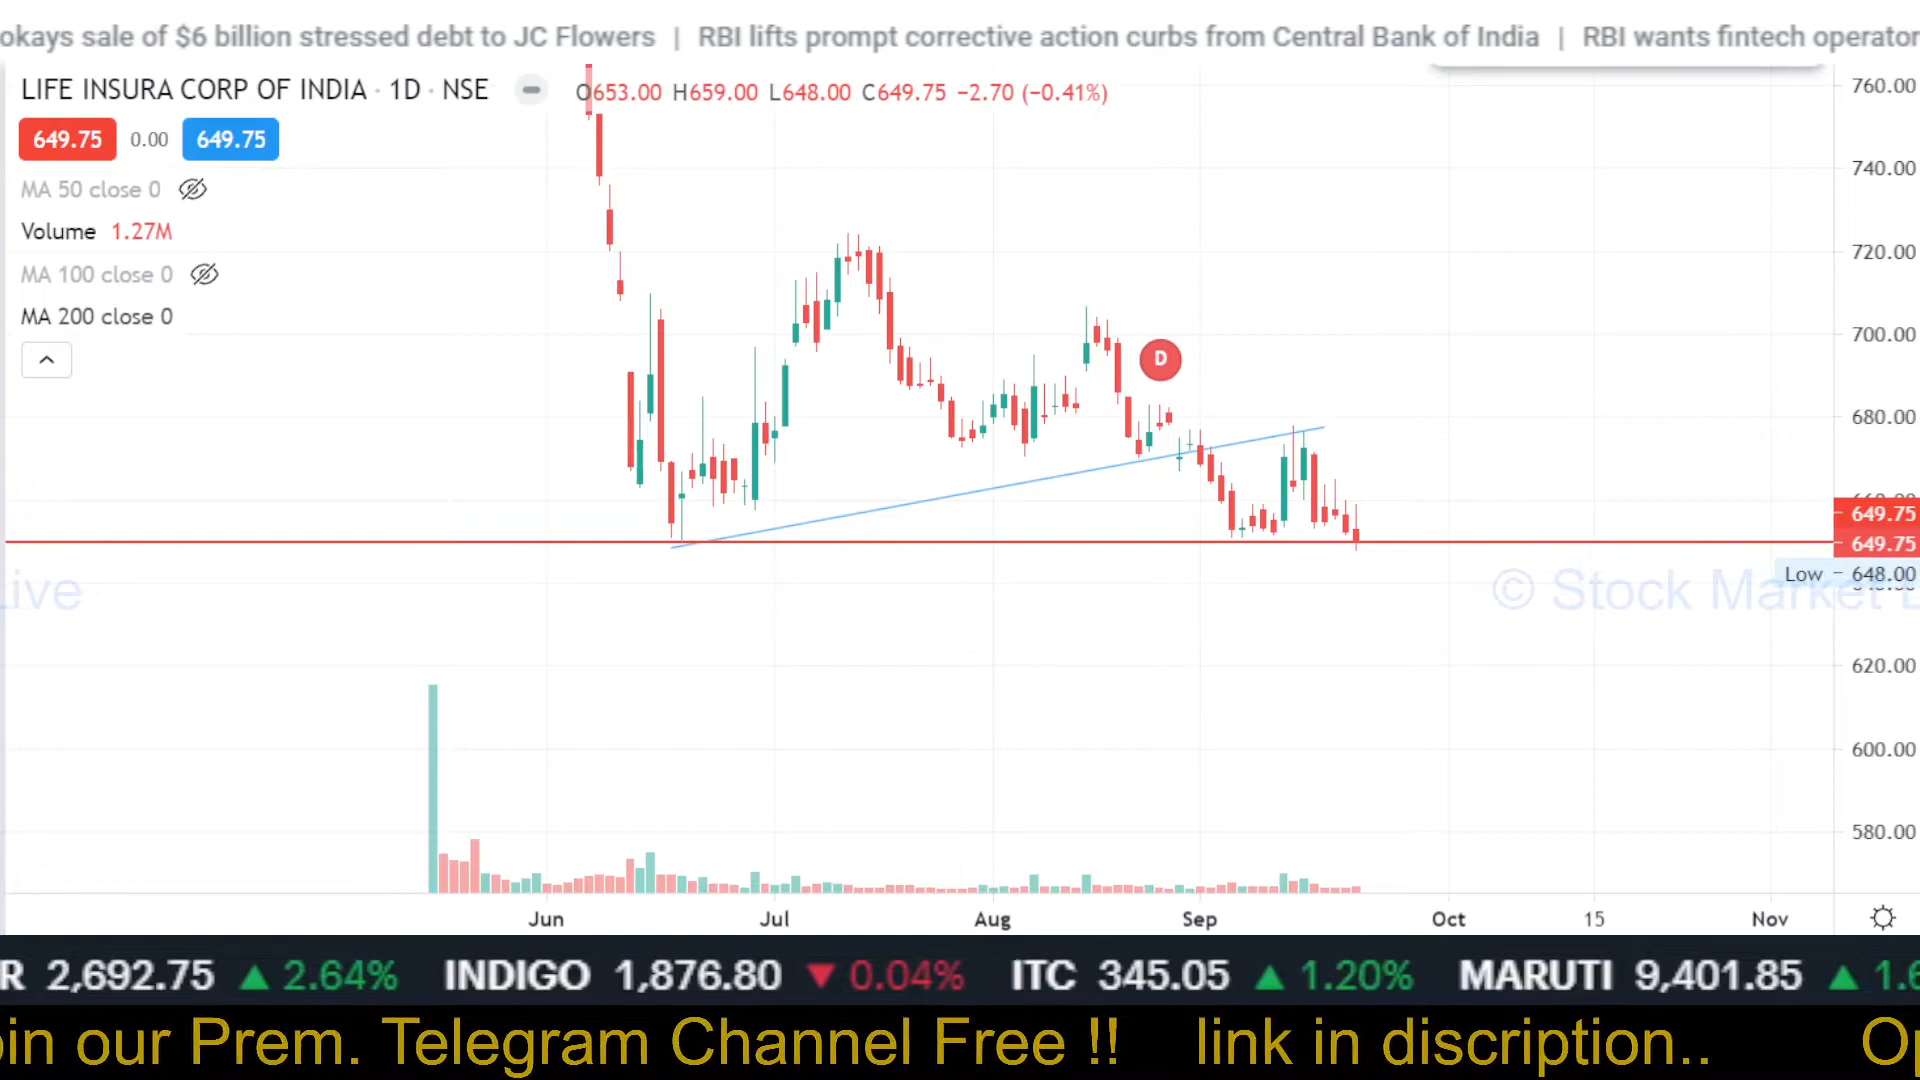 okays sale of $6 billion stressed debt to JC Flowers | RBI lifts prompt corrective action curbs from Central Bank of India | RBI wants fintech operator
LIFE INSURA CORP OF INDIA · 1D · NSE O653.00 H659.00 L648.00 C649.75 −2.70 (−0.41%)
649.75 0.00 649.75
MA 50 close 0
Volume 1.27M
MA 100 close 0
MA 200 close 0
D
760.00
740.00
720.00
700.00
680.00
649.75
649.75
Low 648.00
620.00
600.00
580.00
Live
© Stock Market L
Jun Jul Aug Sep Oct 15 Nov
R 2,692.75 ▲ 2.64% INDIGO 1,876.80 ▼ 0.04% ITC 345.05 ▲ 1.20% MARUTI 9,401.85 ▲ 1.6
oin our Prem. Telegram Channel Free !! link in discription.. Op